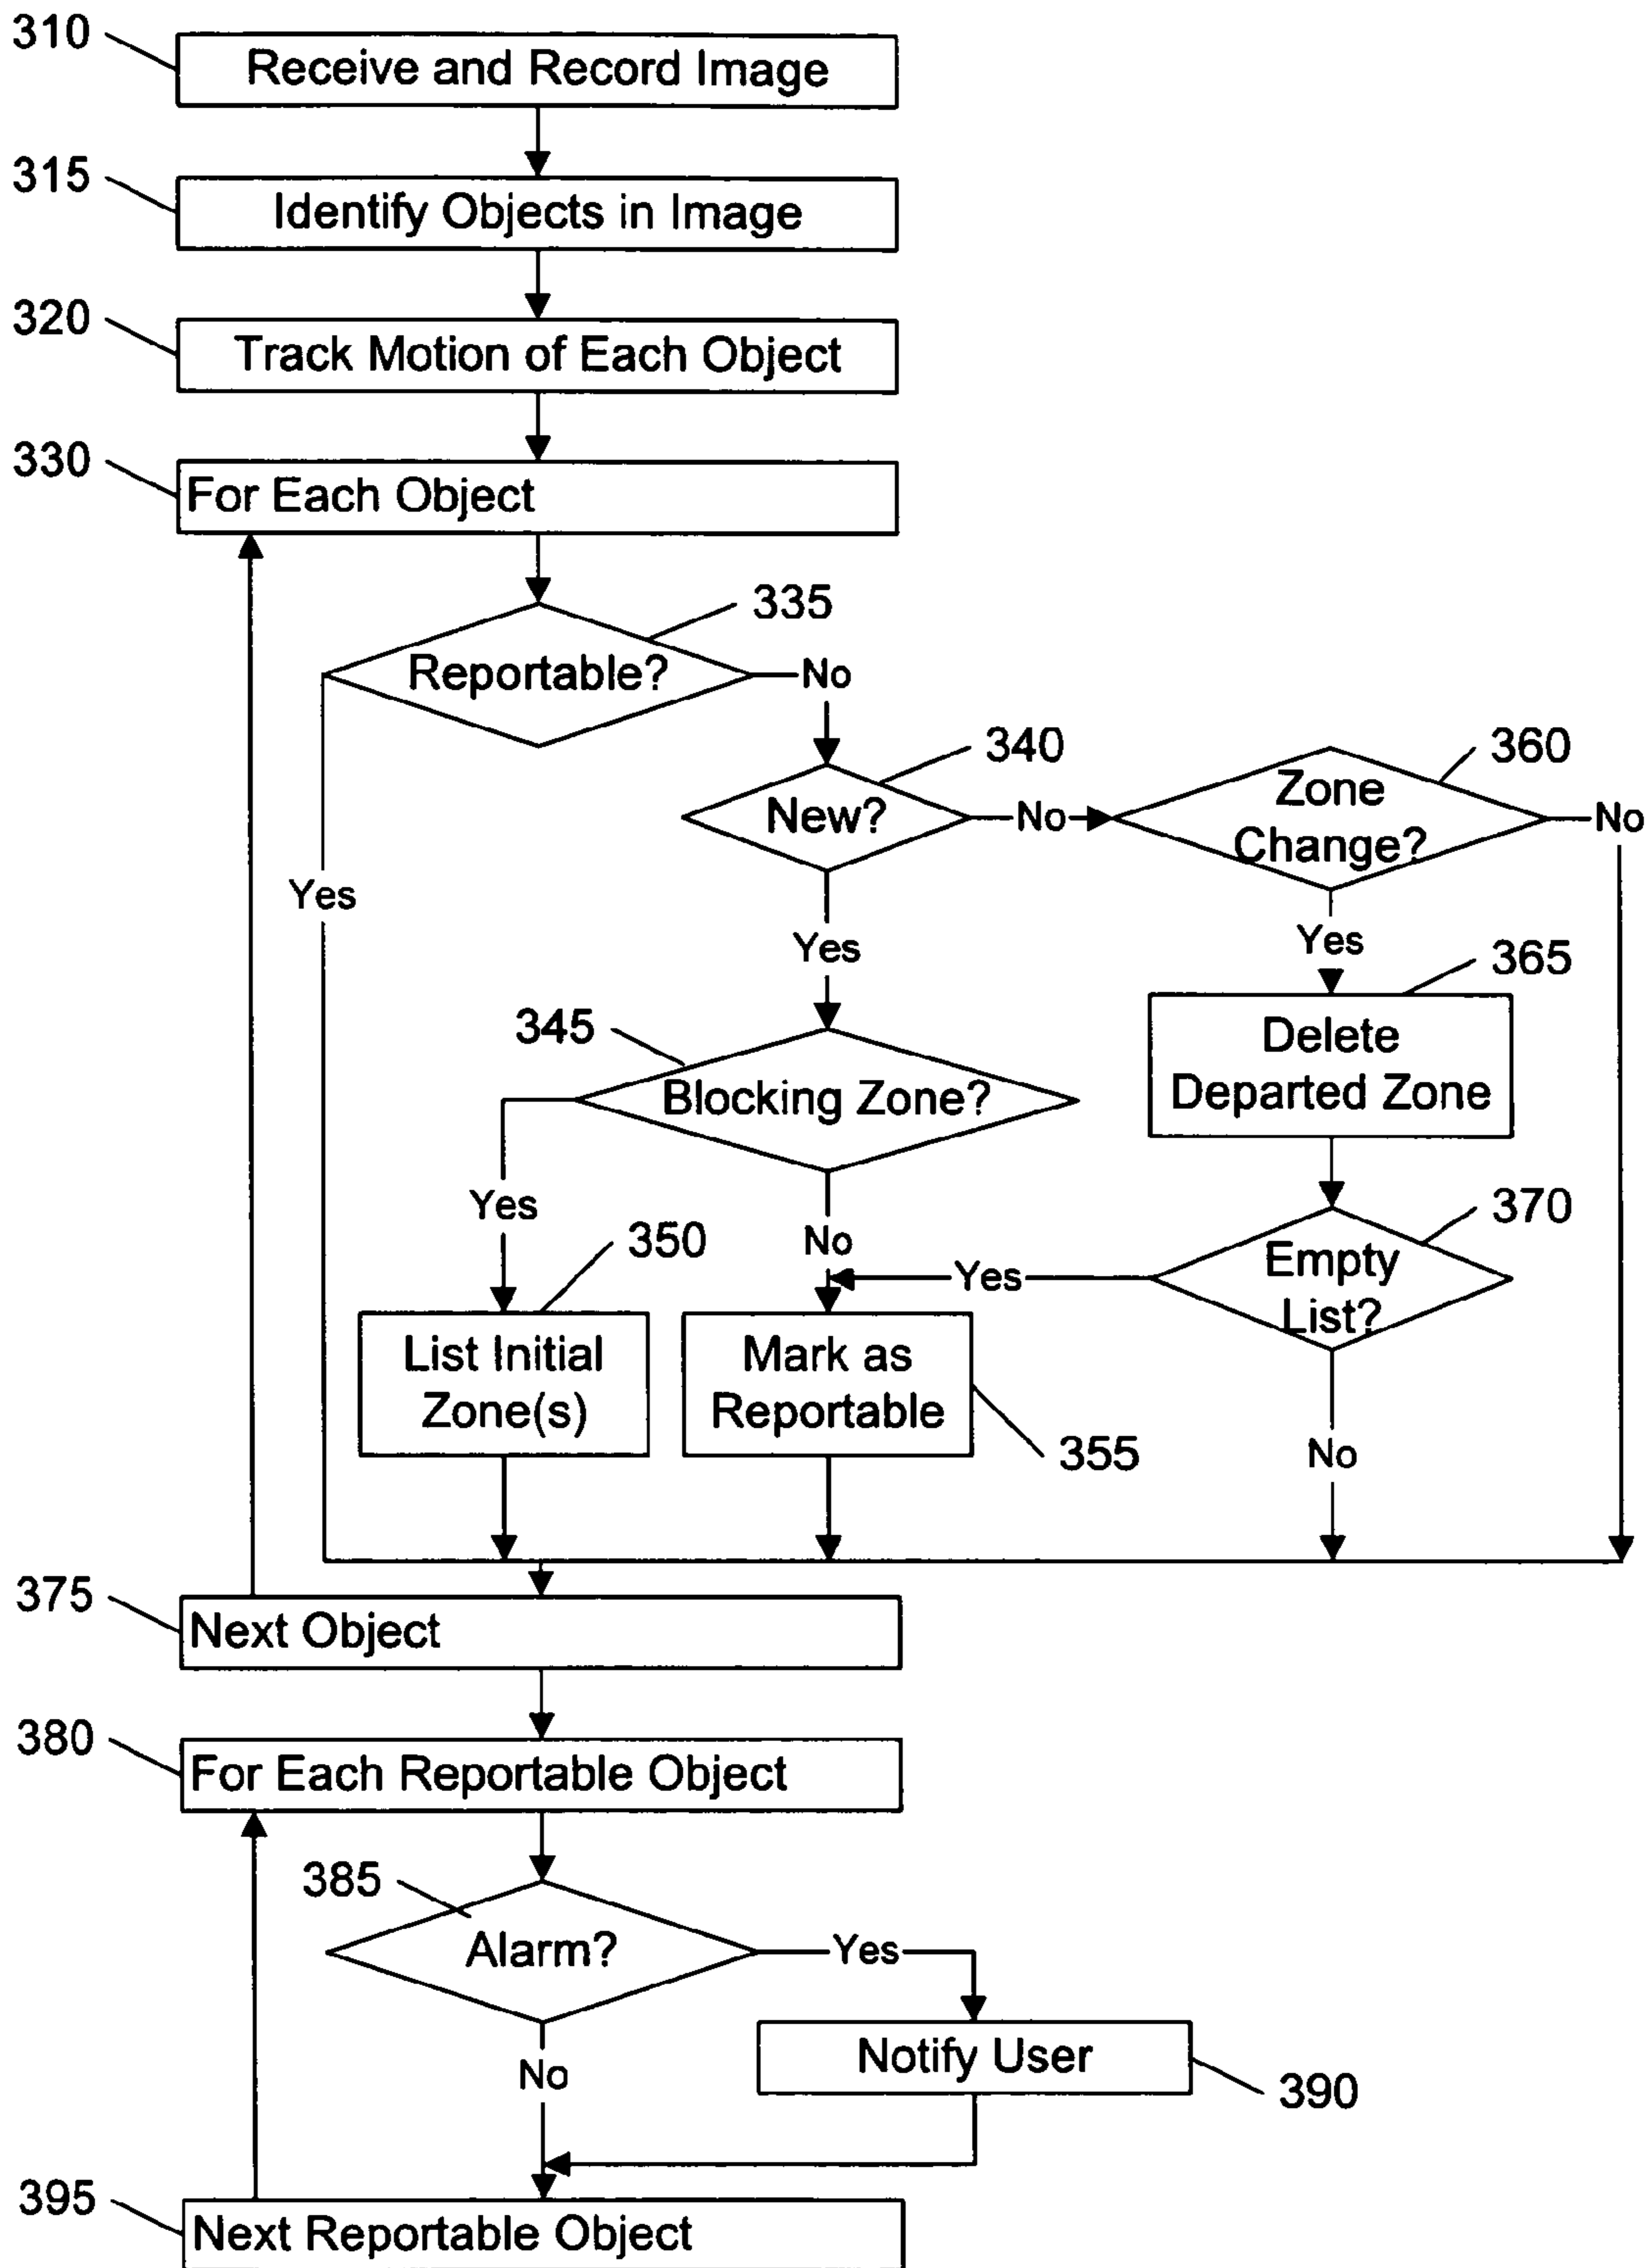 310
Receive and Record Image
315
Identify Objects in Image
320
Track Motion of Each Object
330
For Each Object
335
Reportable?
No
340
New?
No
360
Zone
Change?
No
Yes
Yes
Yes
365
Delete
Departed Zone
345
Blocking Zone?
Yes
No
370
Empty
List?
Yes
350
List Initial
Zone(s)
Mark as
Reportable
355
No
375
Next Object
380
For Each Reportable Object
385
Alarm?
Yes
No
Notify User
390
395
Next Reportable Object